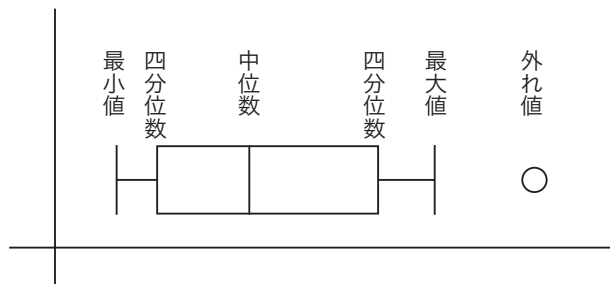 最小値
四分位数
中位数
四分位数
最大値
外れ値